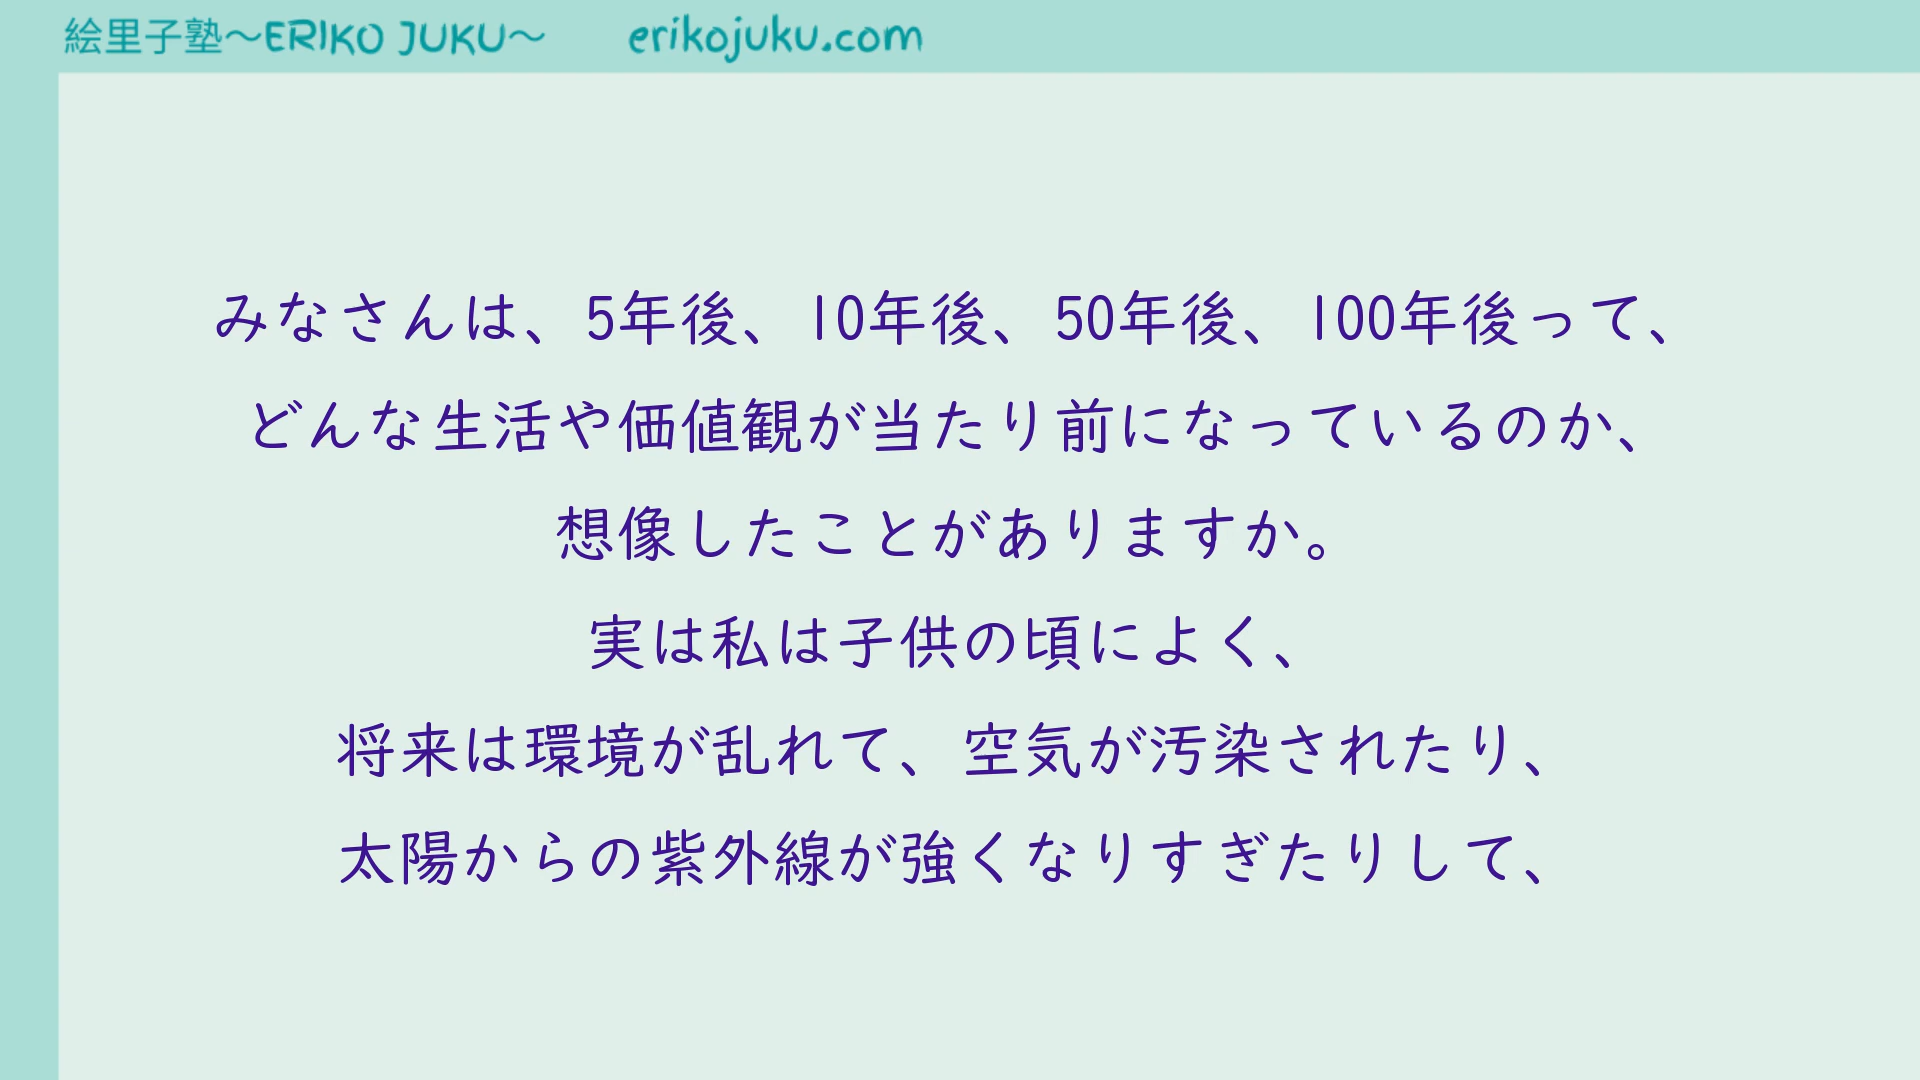 絵里子塾〜ERIKO JUKU〜 erikojuku.com
みなさんは、5年後、10年後、50年後、100年後って、
どんな生活や価値観が当たり前になっているのか、
想像したことがありますか。
実は私は子供の頃によく、
将来は環境が乱れて、空気が汚染されたり、
太陽からの紫外線が強くなりすぎたりして、